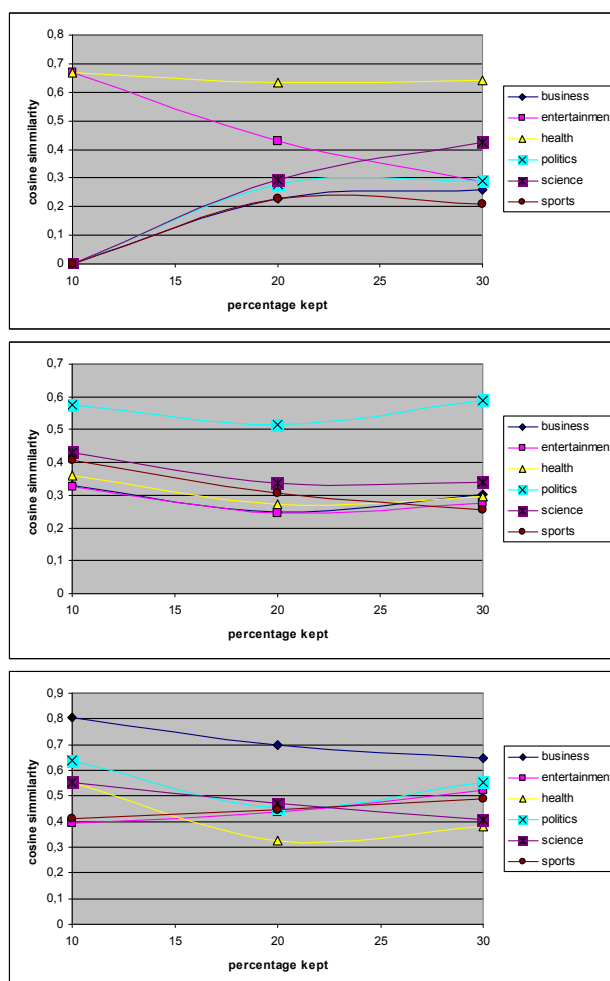 0,8
0,7
0,6
0,5
0,4
0,3
0,2
0,1
0
cosine simmilarity
10 15 20 25 30
percentage kept
business
entertainment
health
politics
science
sports
0,7
0,6
0,5
0,4
0,3
0,2
0,1
0
cosine simmilarity
10 15 20 25 30
percentage kept
business
entertainment
health
politics
science
sports
0,9
0,8
0,7
0,6
0,5
0,4
0,3
0,2
0,1
0
cosine simmilarity
10 15 20 25 30
percentage kept
business
entertainment
health
politics
science
sports